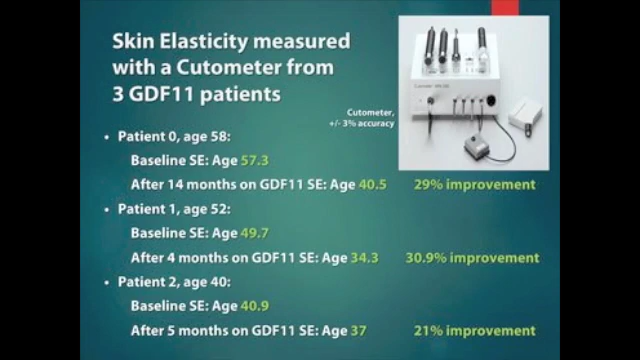 Skin Elasticity measured
with a Cutometer from
3 GDF11 patients
Cutometer,
+/- 3% accuracy
• Patient 0, age 58:
Baseline SE: Age 57.3
After 14 months on GDF11 SE: Age 40.5 29% improvement
• Patient 1, age 52:
Baseline SE: Age 49.7
After 4 months on GDF11 SE: Age 34.3 30.9% improvement
• Patient 2, age 40:
Baseline SE: Age 40.9
After 5 months on GDF11 SE: Age 37 21% improvement